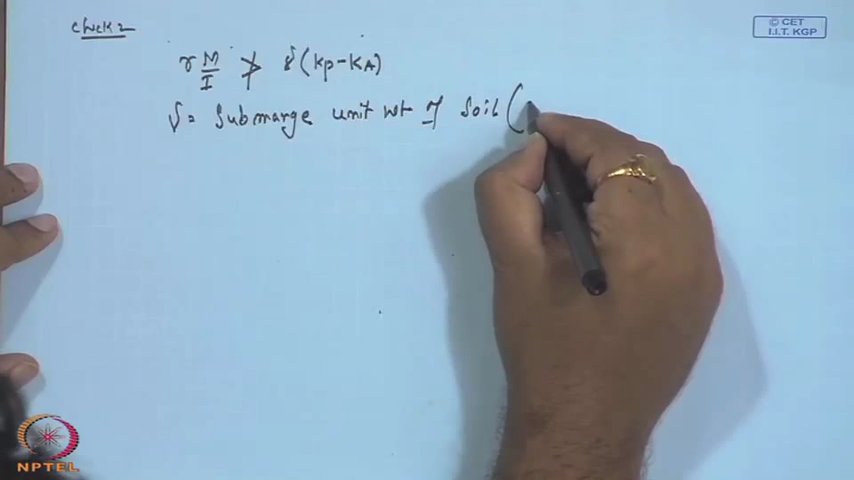 © CET
I.I.T. KGP
check 2
γ M/I ≯ γ (Kp-KA)
γ = Submarge unit wt of soil (
NPTEL